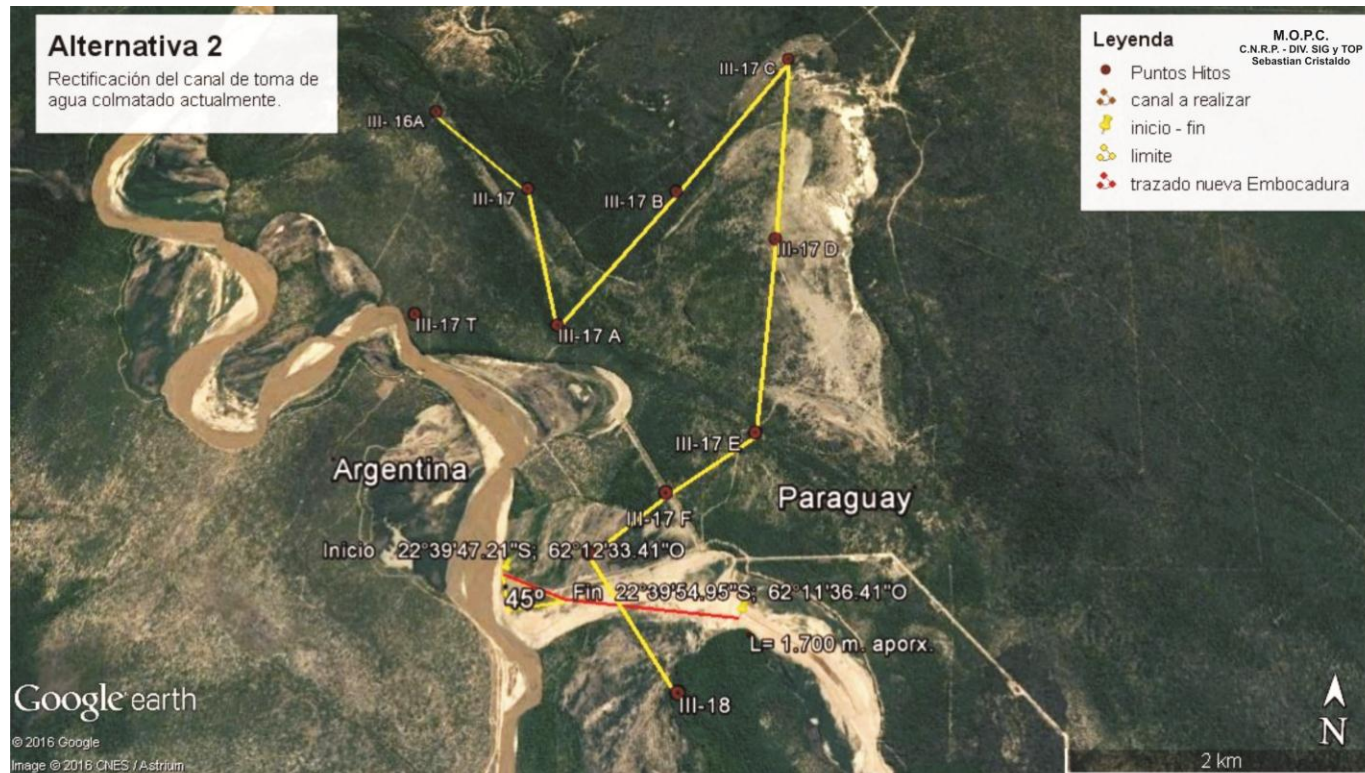 Alternativa 2
Rectificación del canal de toma de
agua colmatado actualmente.
Leyenda
M.O.P.C.
C.N.R.P. - DIV. SIG y TOP
Sebastian Cristaldo
Puntos Hitos
canal a realizar
inicio - fin
limite
trazado nueva Embocadura
III-17 C
III- 16A
III-17
III-17 B
III-17 D
III-17 T
III-17 A
III-17 E
Argentina
Paraguay
III-17 F
Inicio 22°39'47.21"S; 62°12'33.41"O
45º
Fin 22°39'54.95"S; 62°11'36.41"O
L= 1.700 m. aporx.
III-18
Google earth
N
© 2016 Google
Image © 2016 CNES / Astrium
2 km